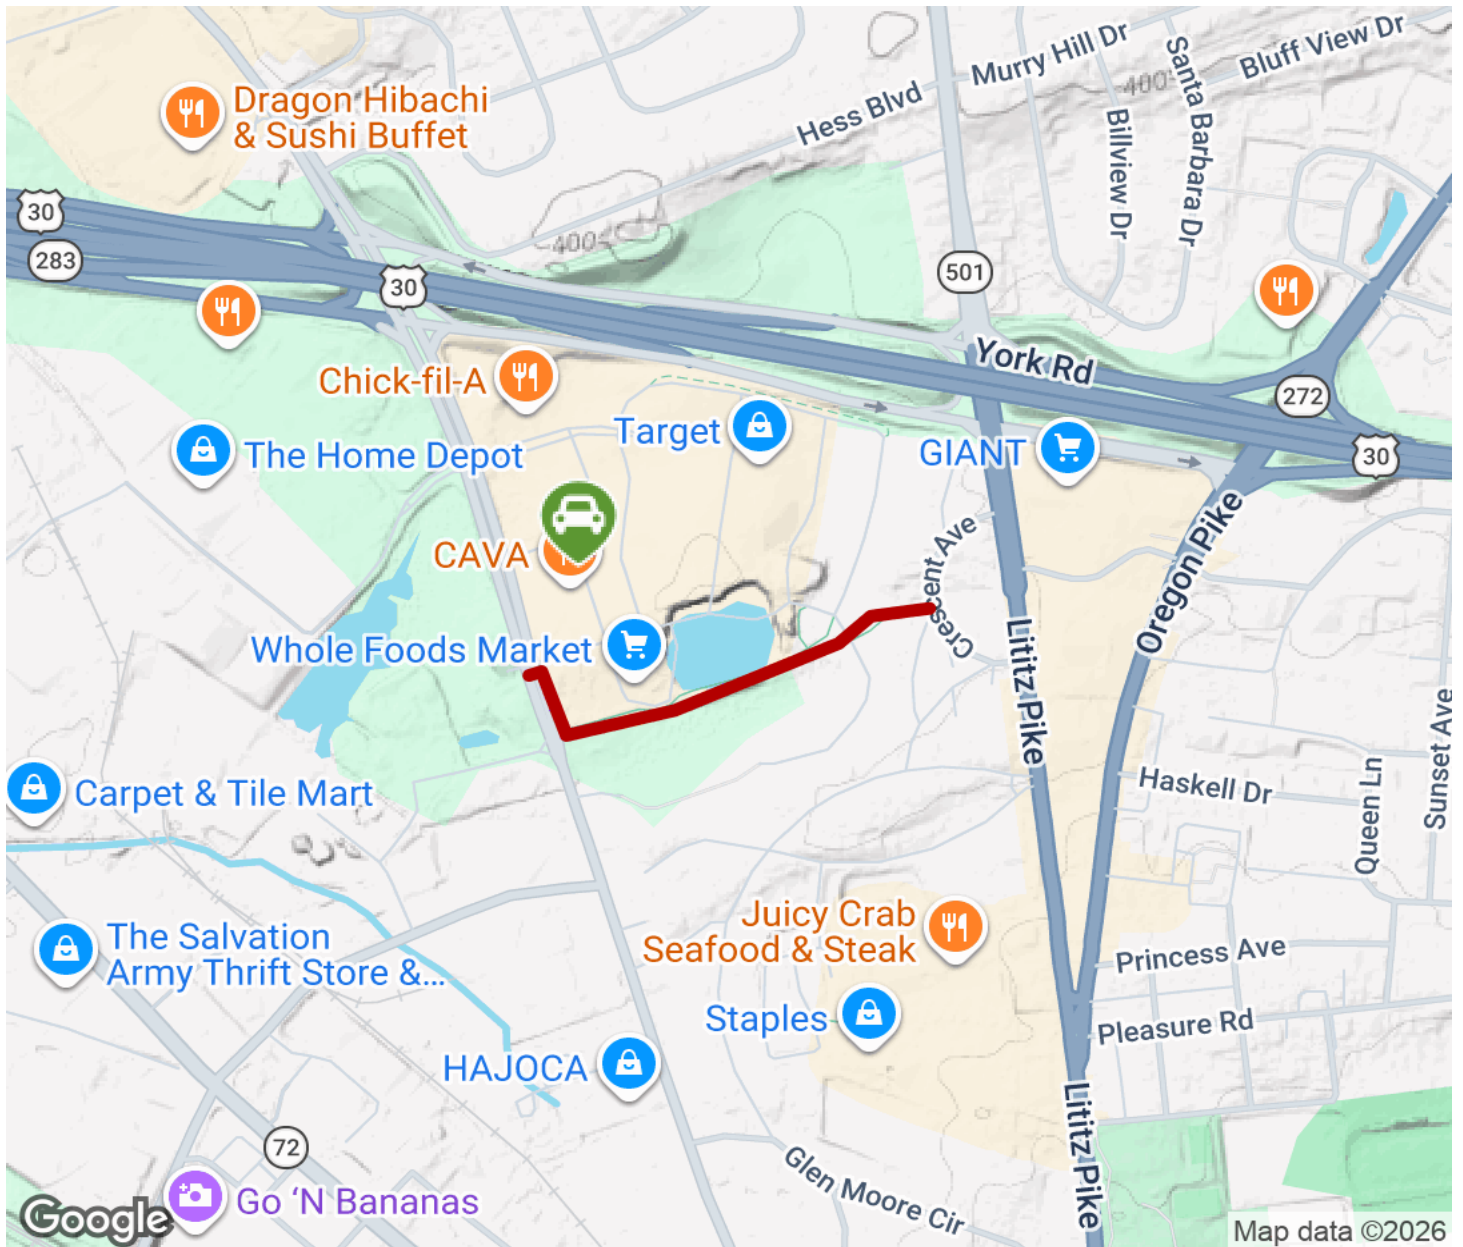 Murry Hill Dr
Bluff View Dr
Santa Barbara Dr
400
Hess Blvd
Billview Dr
Dragon Hibachi
& Sushi Buffet
30
283
400
30
501
York Rd
272
Chick-fil-A
Target
GIANT
30
The Home Depot
Oregon Pike
CAVA
Crescent Ave
Whole Foods Market
Lititz Pike
Sunset Ave
Haskell Dr
Queen Ln
Carpet & Tile Mart
Juicy Crab
Seafood & Steak
The Salvation
Army Thrift Store &...
Princess Ave
Staples
Pleasure Rd
HAJOCA
Lititz Pike
72
Glen Moore Cir
Go ‘N Bananas
Google
Map data ©2026